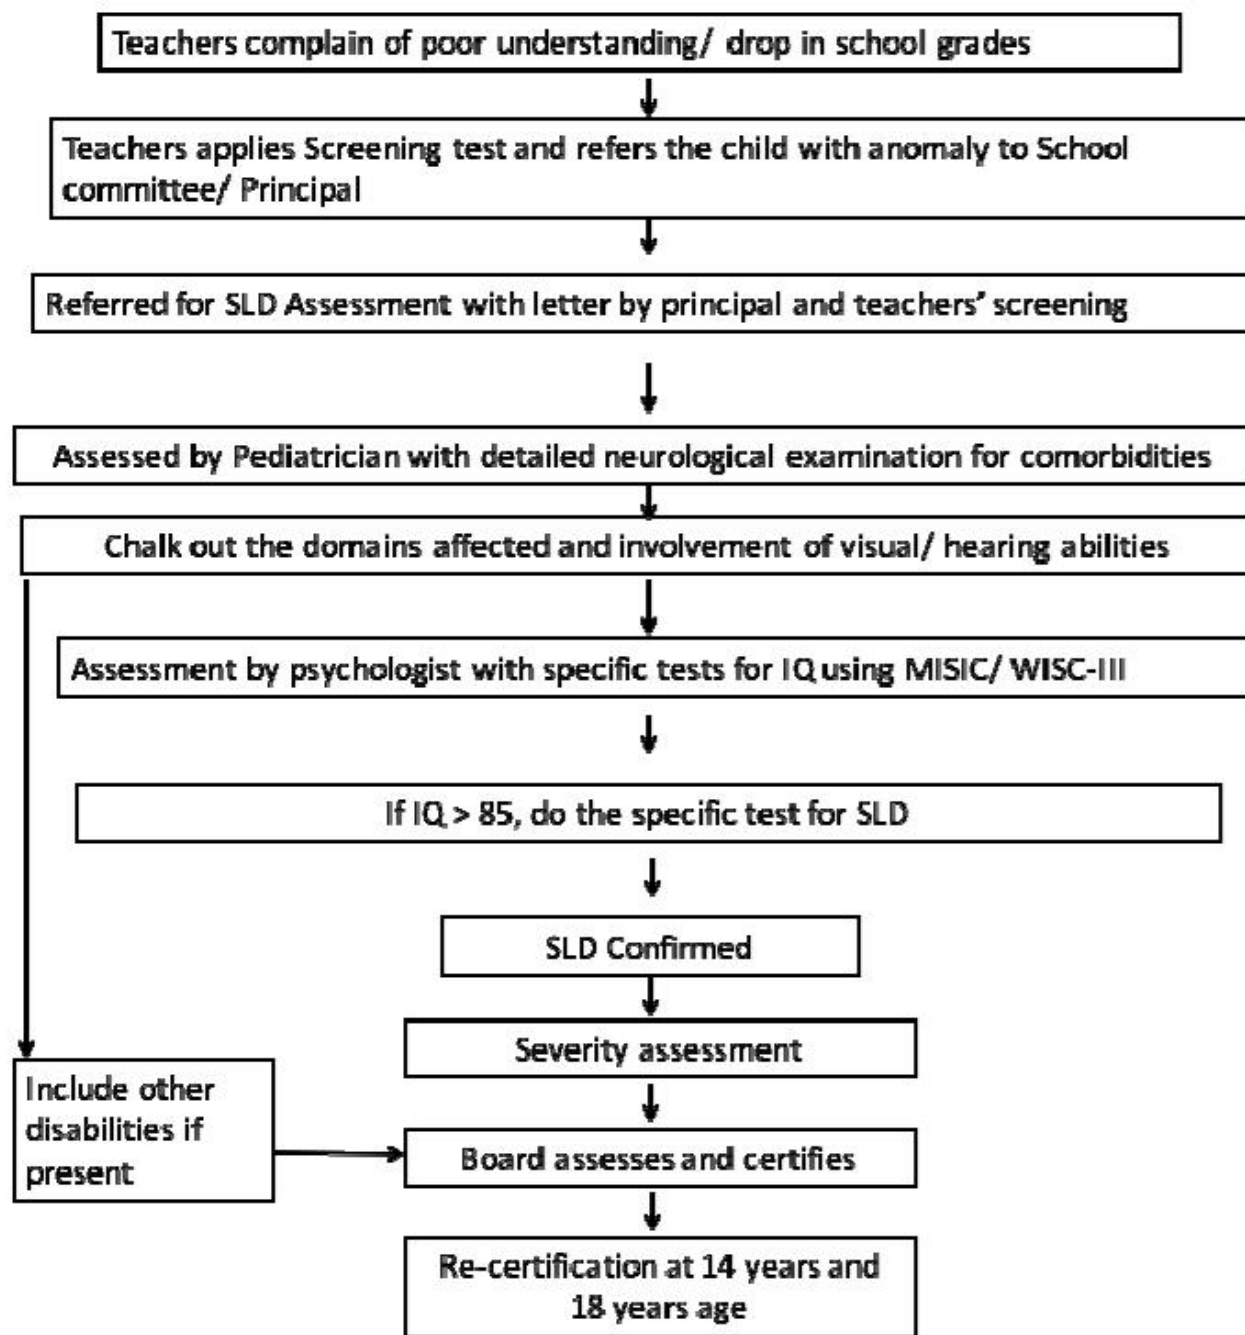 Teachers complain of poor understanding/ drop in school grades
Teachers applies Screening test and refers the child with anomaly to School
committee/ Principal
Referred for SLD Assessment with letter by principal and teachers' screening
Assessed by Pediatrician with detailed neurological examination for comorbidities
Chalk out the domains affected and involvement of visual/ hearing abilities
Assessment by psychologist with specific tests for IQ using MISIC/ WISC-III
If IQ > 85, do the specific test for SLD
SLD Confirmed
Severity assessment
Include other
disabilities if
present
Board assesses and certifies
Re-certification at 14 years and
18 years age